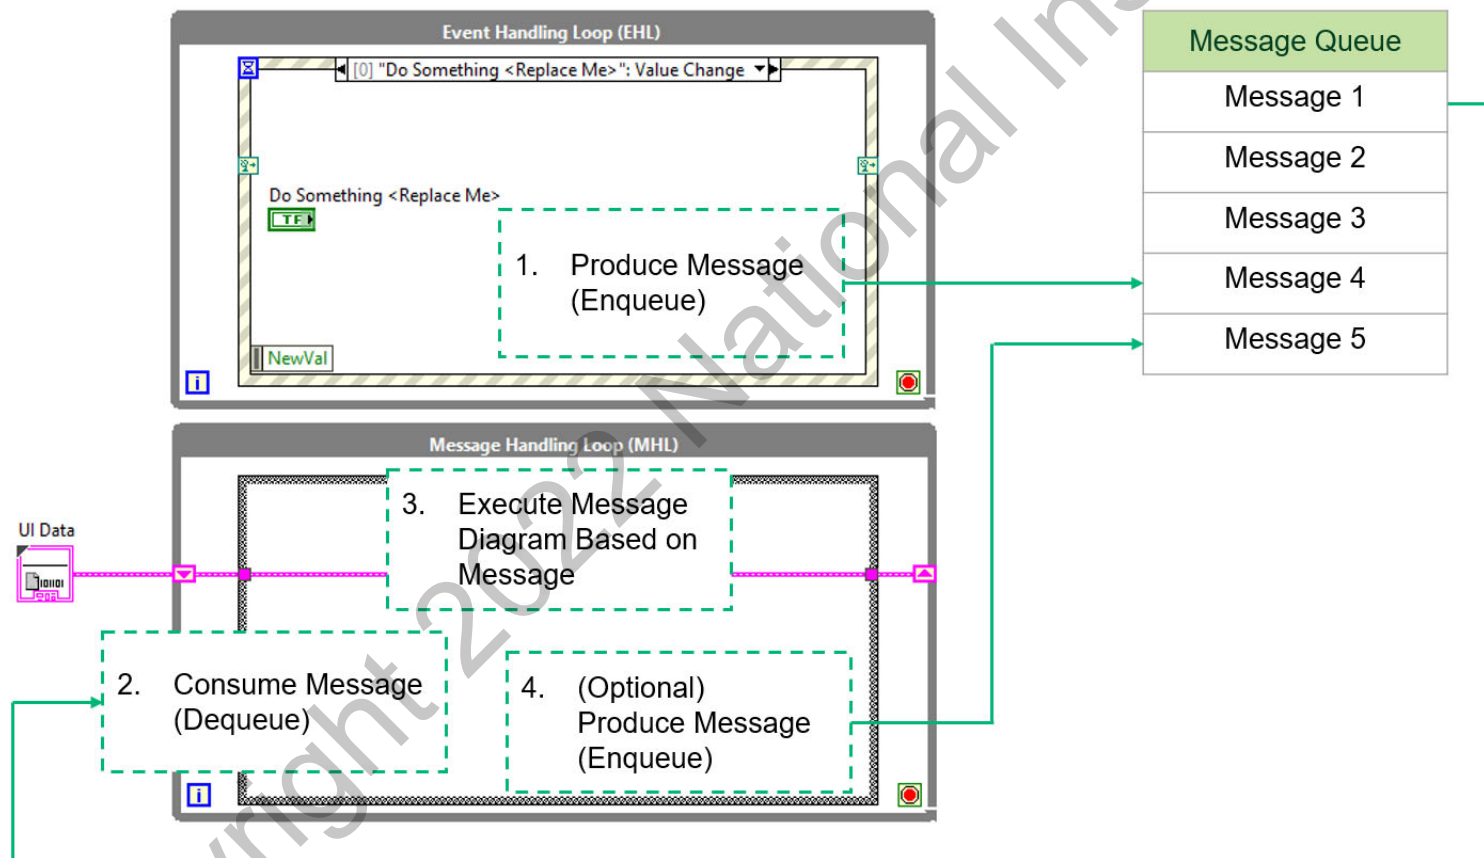 Event Handling Loop (EHL)
[0] "Do Something <Replace Me>": Value Change
Do Something <Replace Me>
TF
1. Produce Message
(Enqueue)
NewVal
i
Message Queue
Message 1
Message 2
Message 3
Message 4
Message 5
Message Handling Loop (MHL)
UI Data
3. Execute Message
Diagram Based on
Message
2. Consume Message
(Dequeue)
4. (Optional)
Produce Message
(Enqueue)
i
yright 2022 National Ins